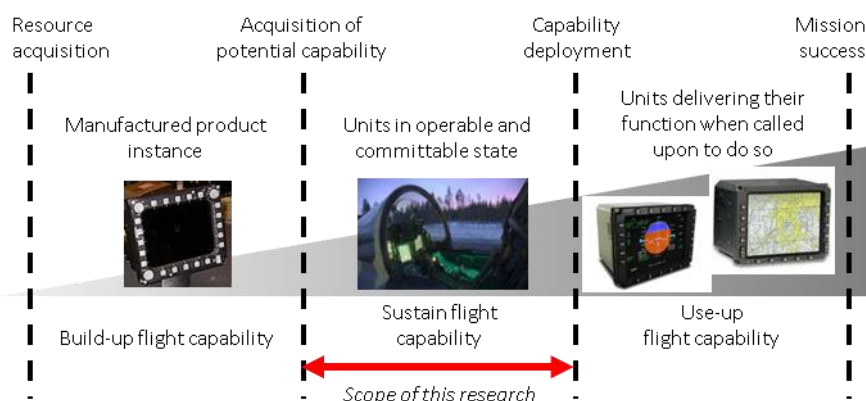 Resource
acquisition
Acquisition of
potential capability
Capability
deployment
Mission
success
Manufactured product
instance
Units in operable and
committable state
Units delivering their
function when called
upon to do so
Build-up flight capability
Sustain flight
capability
Use-up
flight capability
Scope of this research